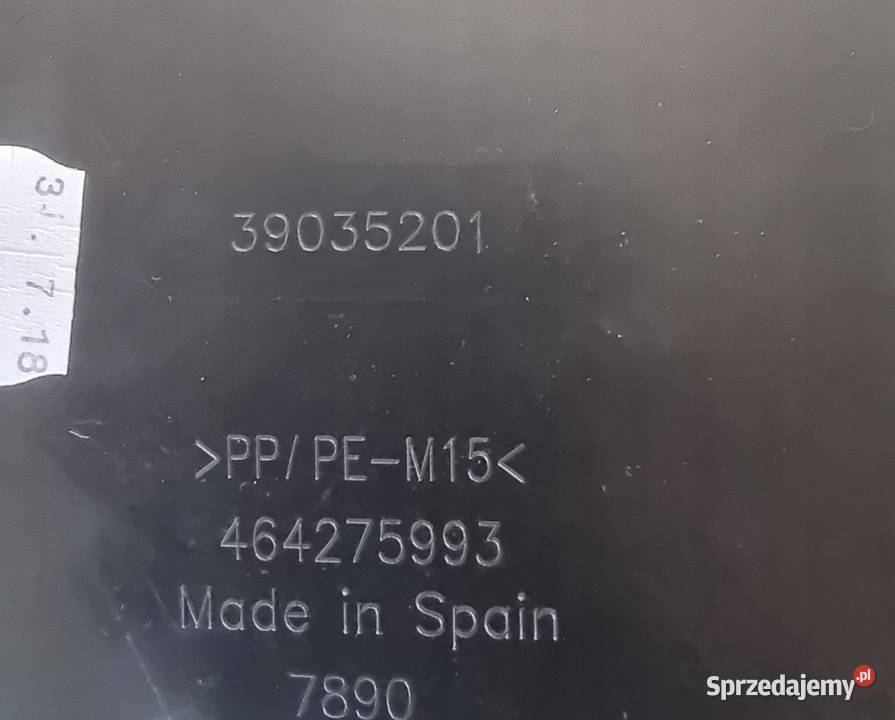 31. 7.18
39035201
>PP/PE-M15<
464275993
Made in Spain
7890
Sprzedajemy.pl